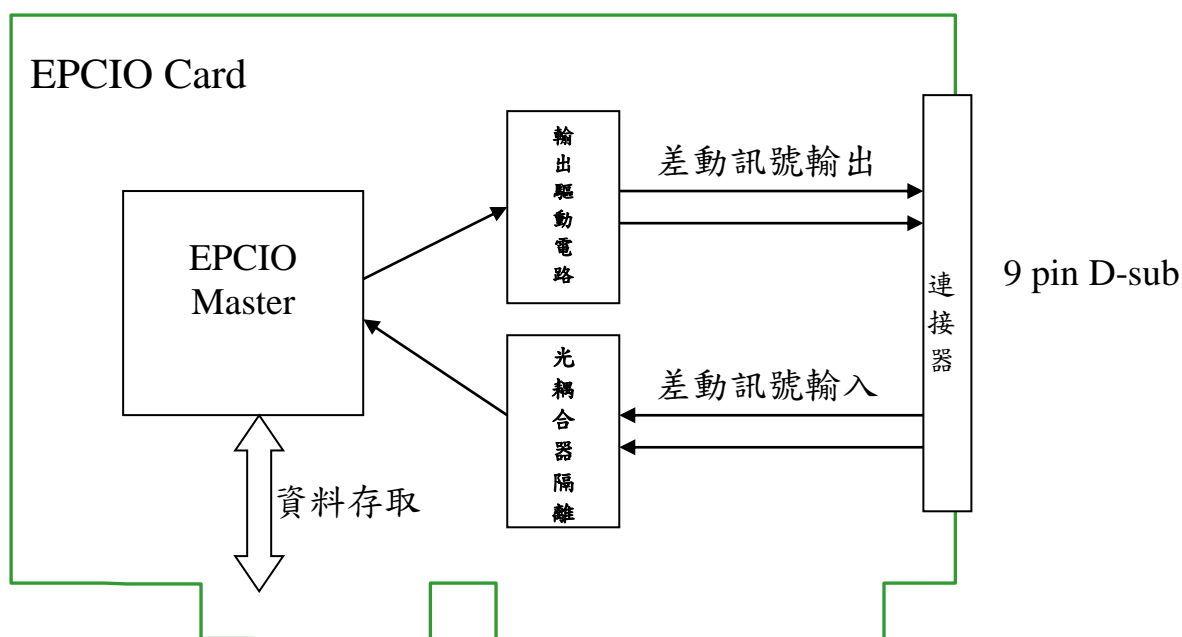 EPCIO Card
EPCIO
Master
輸出驅動電路
差動訊號輸出
連接器
9 pin D-sub
光耦合器隔離
差動訊號輸入
資料存取